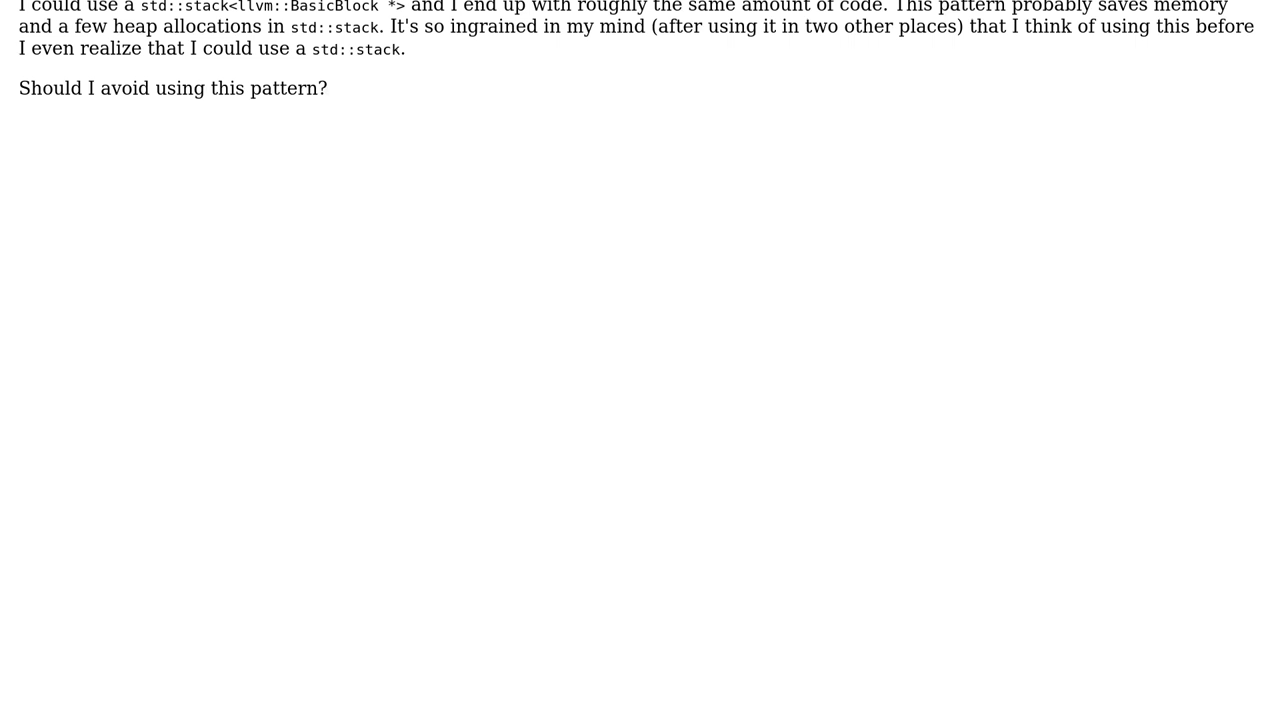 I could use a std::stack<llvm::BasicBlock *> and I end up with roughly the same amount of code. This pattern probably saves memory
and a few heap allocations in std::stack. It's so ingrained in my mind (after using it in two other places) that I think of using this before
I even realize that I could use a std::stack.
Should I avoid using this pattern?